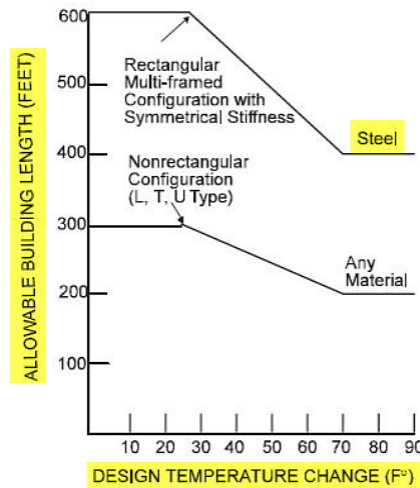 600
Rectangular
Multi-framed
Configuration with
Symmetrical Stiffness
500
Steel
400
Nonrectangular
Configuration
(L, T, U Type)
300
Any
Material
200
100
ALLOWABLE BUILDING LENGTH (FEET)
10 20 30 40 50 60 70 80 90
DESIGN TEMPERATURE CHANGE (F°)